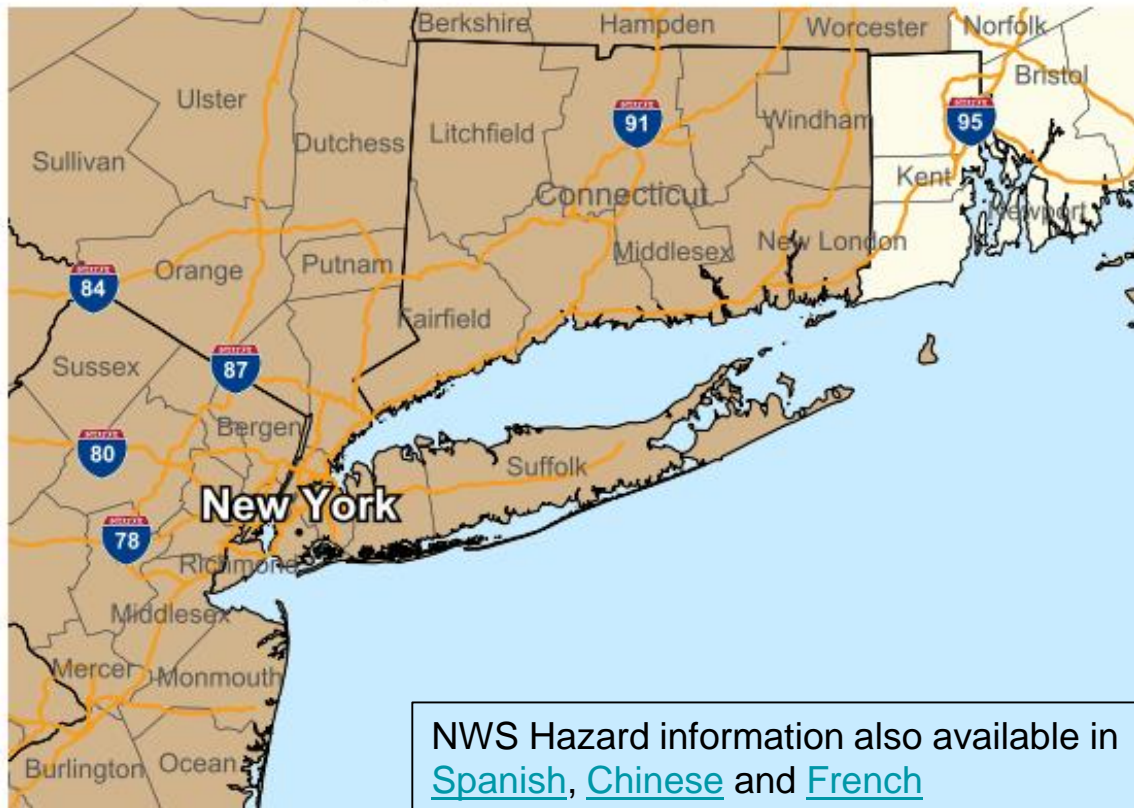 Berkshire
Hampden
Worcester
Norfolk
Bristol
Ulster
91
95
Dutchess
Litchfield
Windham
Sullivan
Kent
Connecticut
Newport
Orange
Putnam
Middlesex
New London
84
Fairfield
Sussex
87
Bergen
80
Suffolk
New York
78
Richmond
Middlesex
Mercer
Monmouth
Burlington
Ocean
NWS Hazard information also available in
Spanish, Chinese and French